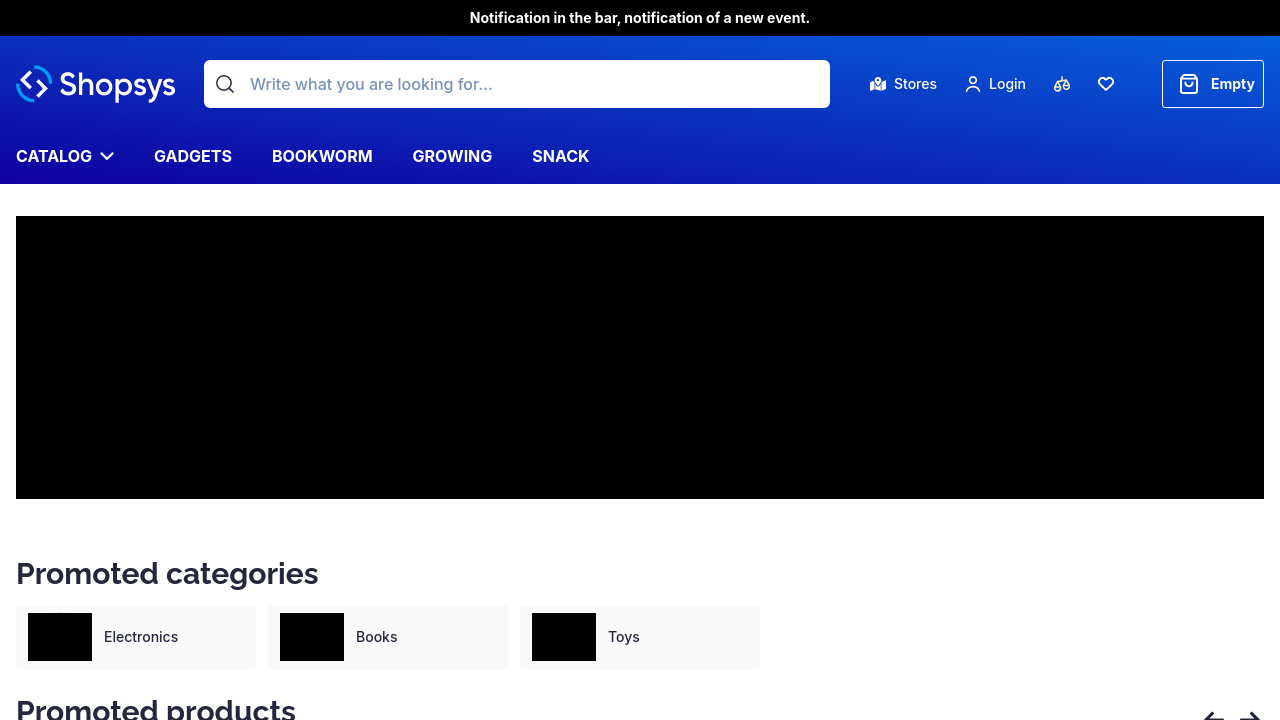 Notification in the bar, notification of a new event.
Shopsys
Write what you are looking for...
Stores
Login
Empty
CATALOG
GADGETS
BOOKWORM
GROWING
SNACK
Promoted categories
Electronics
Books
Toys
Promoted products